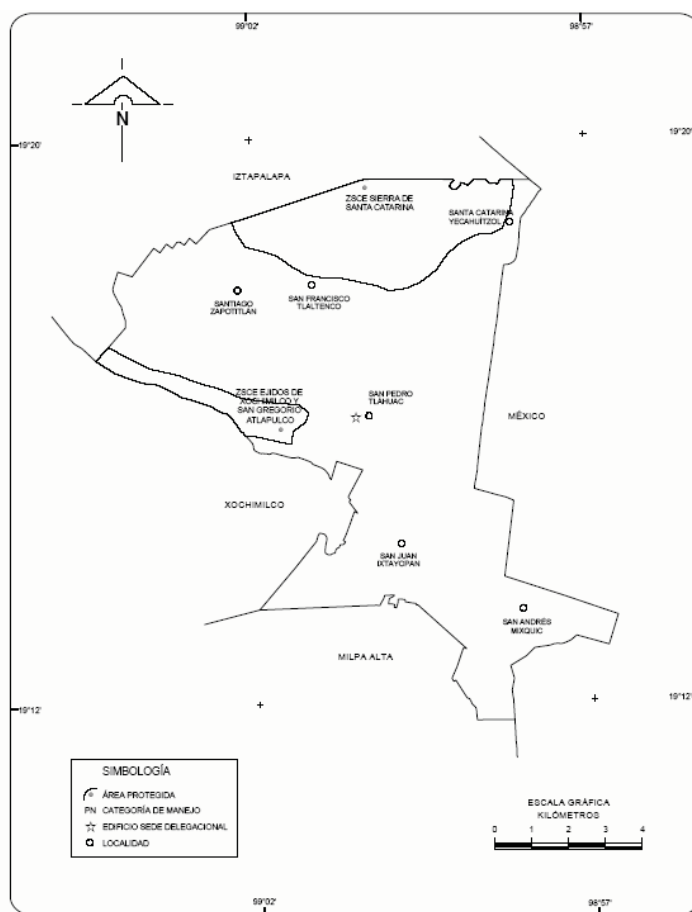 99°02'
98°57'
N
19°20'
19°20'
IZTAPALAPA
ZSCE SIERRA DE
SANTA CATARINA
SANTA CATARINA
YECAHUÍTZOL
SANTIAGO
ZAPOTITLÁN
SAN FRANCISCO
TLALTENCO
ZSCE EJIDOS DE
XOCHIMILCO Y
SAN GREGORIO
ATLAPULCO
SAN PEDRO
TLÁHUAC
MÉXICO
XOCHIMILCO
SAN JUAN
IXTAYOPAN
SAN ANDRÉS
MIXQUIC
MILPA ALTA
19°12'
19°12'
SIMBOLOGÍA
ÁREA PROTEGIDA
PN CATEGORÍA DE MANEJO
EDIFICIO SEDE DELEGACIONAL
LOCALIDAD
ESCALA GRÁFICA
KILÓMETROS
0 1 2 3 4
99°02'
98°57'